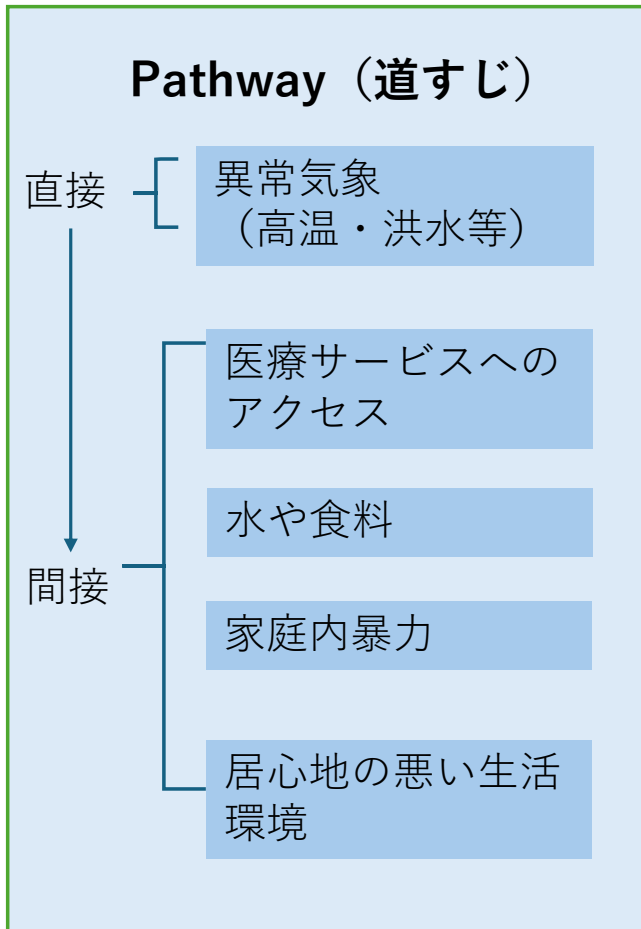 Pathway（道すじ）
直接
異常気象
（高温・洪水等）
医療サービスへの
アクセス
水や食料
間接
家庭内暴力
居心地の悪い生活
環境